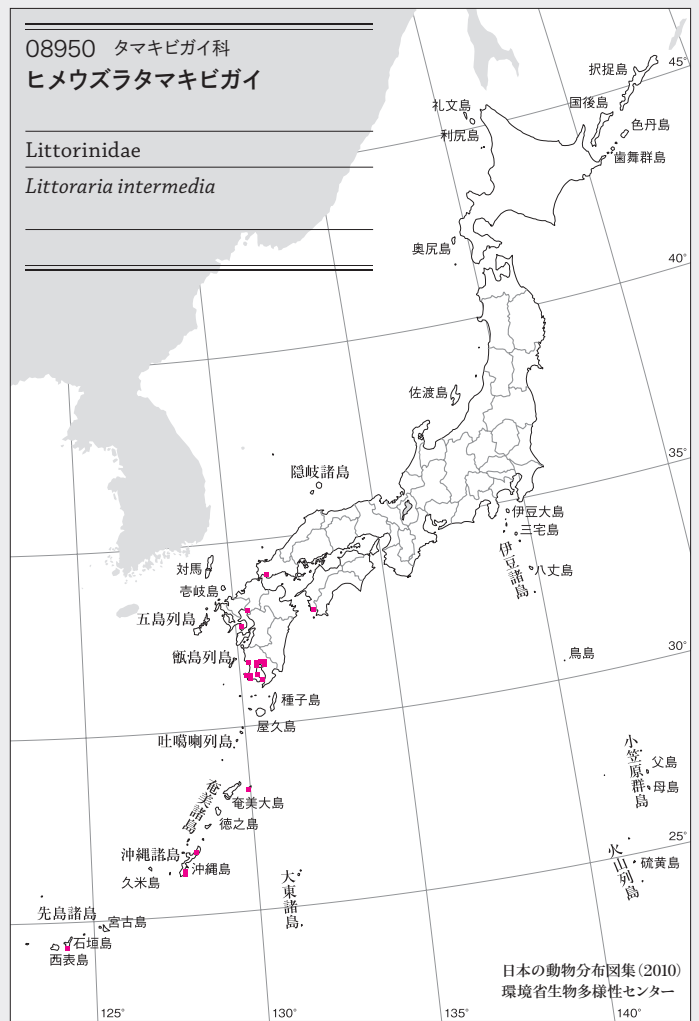 08950 タマキビガイ科
ヒメウズラタマキビガイ
Littorinidae
Littoraria intermedia
択捉島
45°
礼文島
国後島
色丹島
利尻島
歯舞群島
奥尻島
40°
佐渡島
35°
隠岐諸島
伊豆大島
三宅島
伊豆諸島
八丈島
対馬
壱岐島
五島列島
甑島列島
鳥島
30°
種子島
屋久島
吐噶喇列島
小笠原群島
父島
母島
奄美諸島
奄美大島
徳之島
25°
沖縄諸島
沖縄島
久米島
大東諸島
火山列島
硫黄島
先島諸島
宮古島
石垣島
西表島
日本の動物分布図集(2010)
環境省生物多様性センター
125°
130°
135°
140°